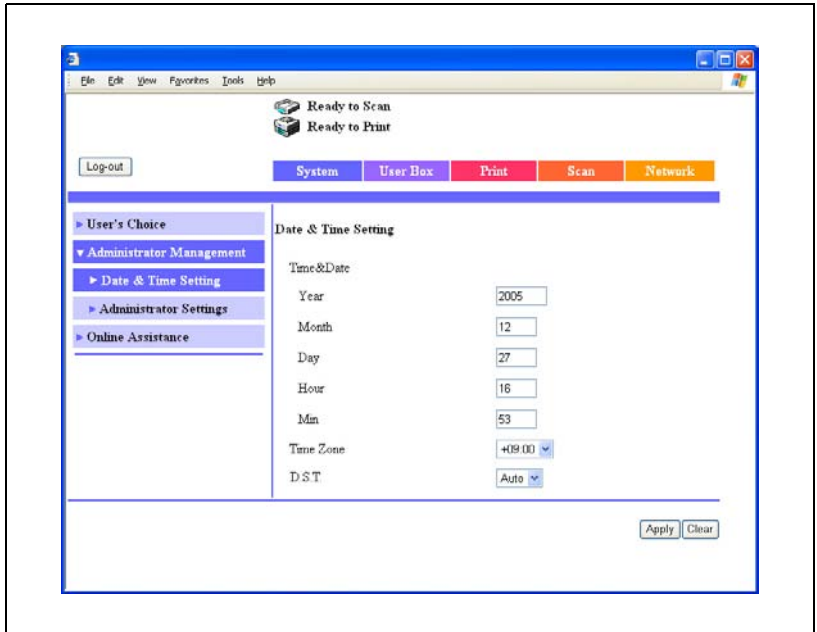 File Edit View Favorites Tools Help
Ready to Scan
Ready to Print
Log-out
System User Box Print Scan Network
User's Choice
Administrator Management
Date & Time Setting
Administrator Settings
Online Assistance
Date & Time Setting
Time&Date
Year 2005
Month 12
Day 27
Hour 16
Min 53
Time Zone +09:00
D.S.T. Auto
Apply Clear